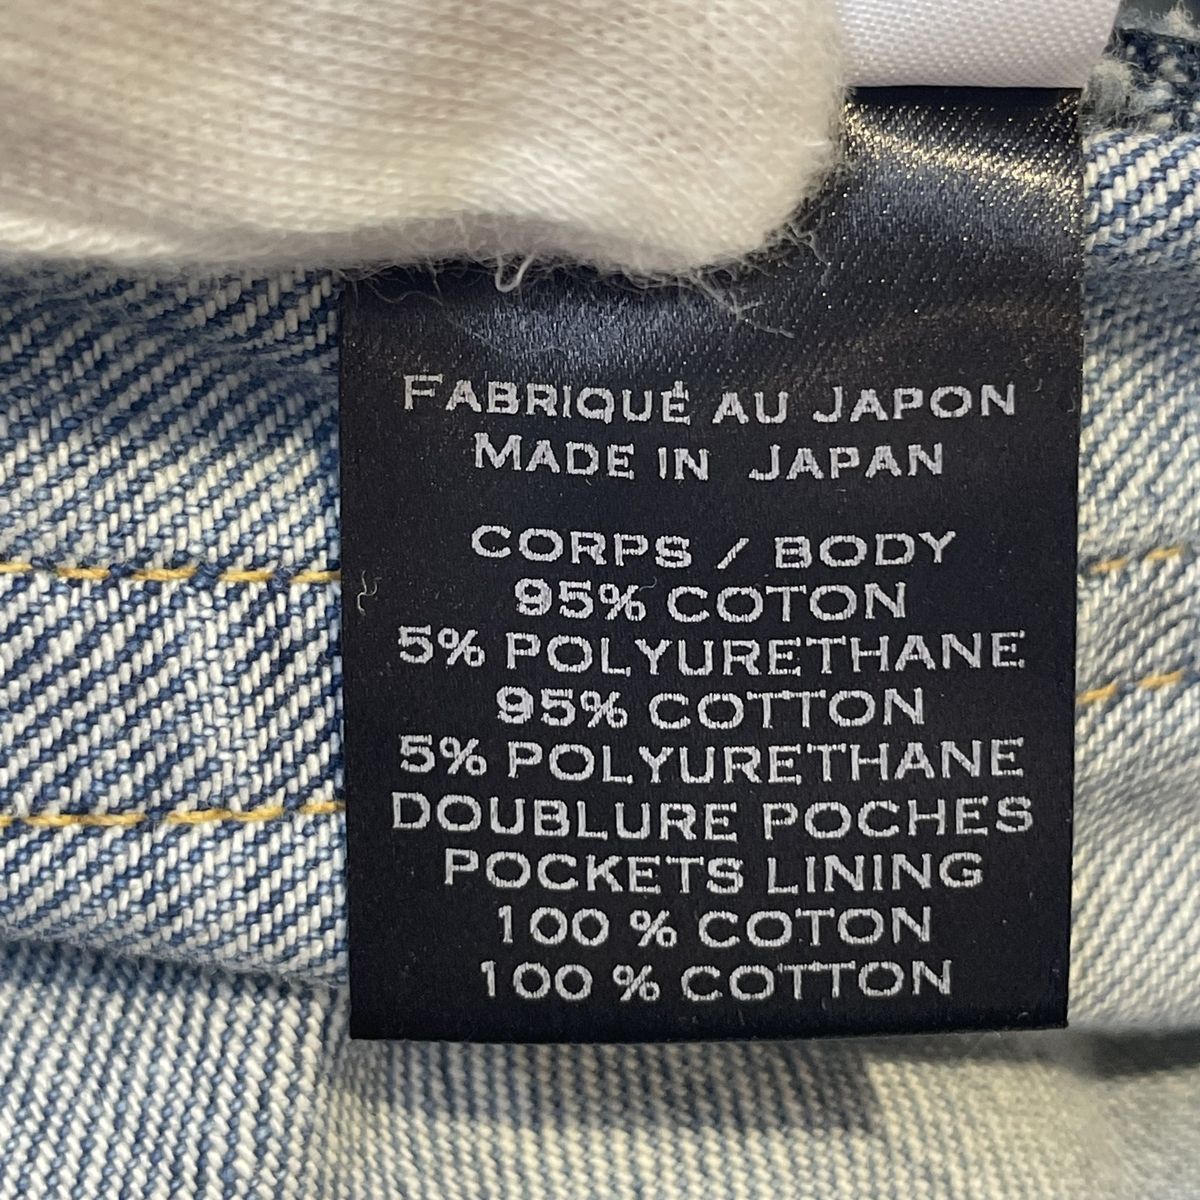 FABRIQUÉ AU JAPON
MADE IN JAPAN
CORPS / BODY
95% COTON
5% POLYURETHANE
95% COTTON
5% POLYURETHANE
DOUBLURE POCHES
POCKETS LINING
100 % COTON
100 % COTTON